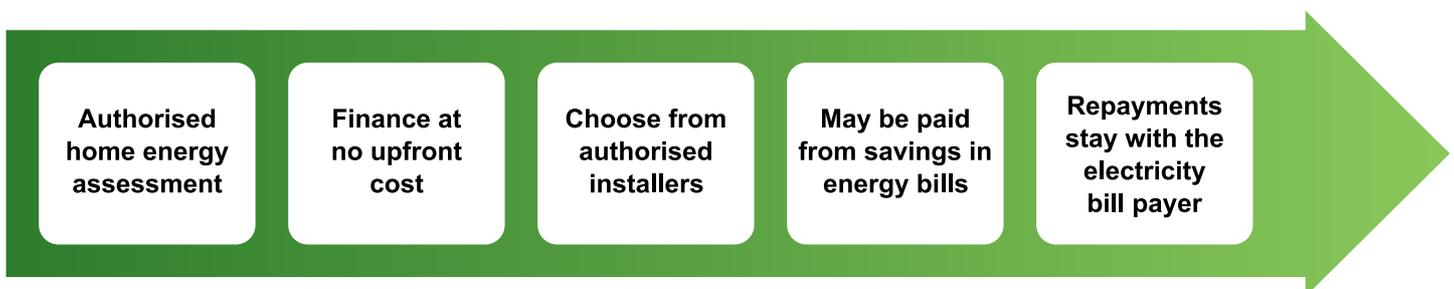 Authorised
home energy
assessment
Finance at
no upfront
cost
Choose from
authorised
installers
May be paid
from savings in
energy bills
Repayments
stay with the
electricity
bill payer